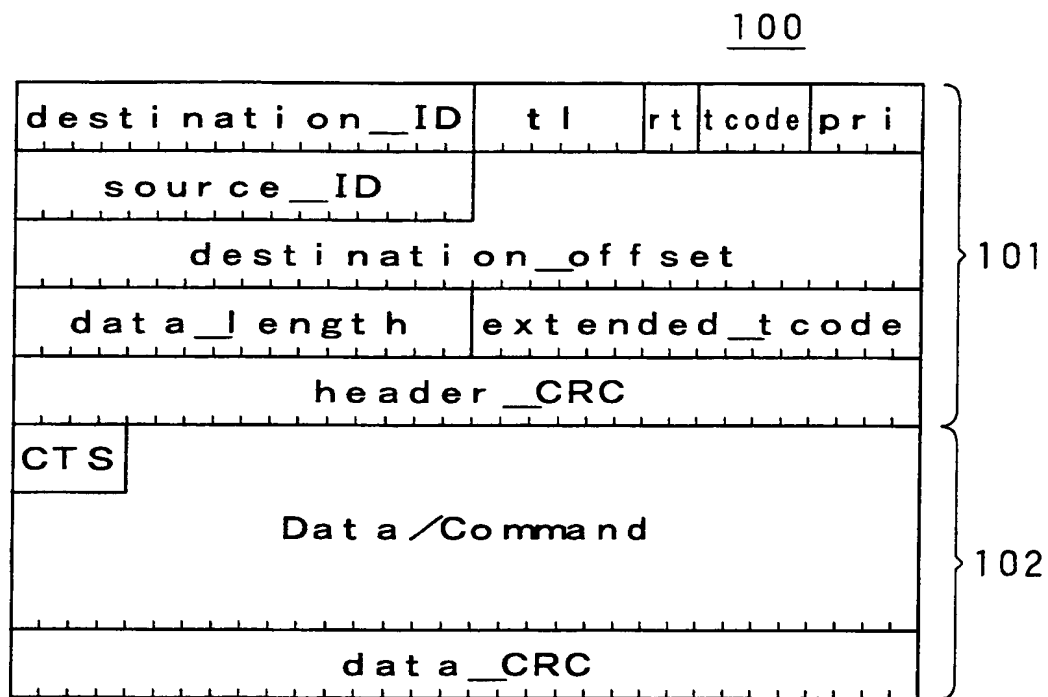 100
destination_ID tl rt tcode pri
source_ID
destination_offset
101
data_length extended_tcode
header_CRC
CTS
Data/Command
102
data_CRC